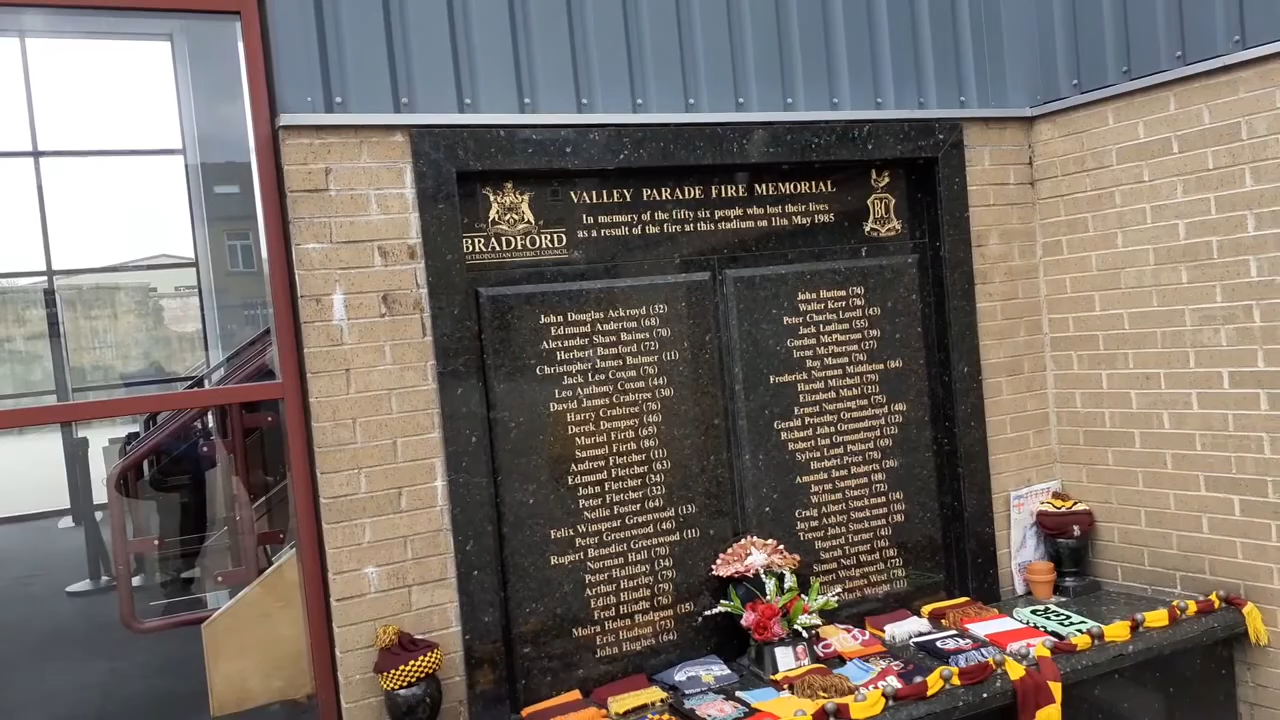 VALLEY PARADE FIRE MEMORIAL
In memory of the fifty six people who lost their lives
as a result of the fire at this stadium on 11th May 1985
City
BRADFORD
METROPOLITAN DISTRICT COUNCIL
BC
John Douglas Ackroyd (32)
Edmund Anderton (68)
Alexander Shaw Baines (70)
Herbert Bamford (72)
Christopher James Bulmer (11)
Jack Leo Coxon (76)
Leo Anthony Coxon (44)
David James Crabtree (30)
Harry Crabtree (76)
Derek Dempsey (46)
Muriel Firth (65)
Samuel Firth (86)
Andrew Fletcher (11)
Edmund Fletcher (63)
John Fletcher (34)
Peter Fletcher (32)
Nellie Foster (64)
Felix Winspear Greenwood (13)
Peter Greenwood (46)
Rupert Benedict Greenwood (11)
Norman Hall (70)
Peter Halliday (34)
Arthur Hartley (79)
Edith Hindle (79)
Fred Hindle (76)
Moira Helen Hodgson (15)
Eric Hudson (73)
John Hughes (64)
John Hutton (74)
Walter Kerr (76)
Peter Charles Lovell (43)
Jack Ludlam (55)
Gordon McPherson (39)
Irene McPherson (27)
Roy Mason (74)
Frederick Norman Middleton (84)
Harold Mitchell (79)
Elizabeth Muhl (21)
Ernest Normington (75)
Gerald Priestley Ormondroyd (40)
Richard John Ormondroyd (12)
Robert Ian Ormondroyd (12)
Sylvia Lund Pollard (69)
Herbert Price (78)
Amanda Jane Roberts (20)
Jayne Sampson (48)
William Stacey (72)
Craig Albert Stockman (14)
Jayne Ashley Stockman (16)
Trevor John Stockman (38)
Howard Turner (41)
Sarah Turner (16)
Simon Neil Ward (18)
Wedgeworth (72)
James West (78)
Mark Wright (11)
FGR